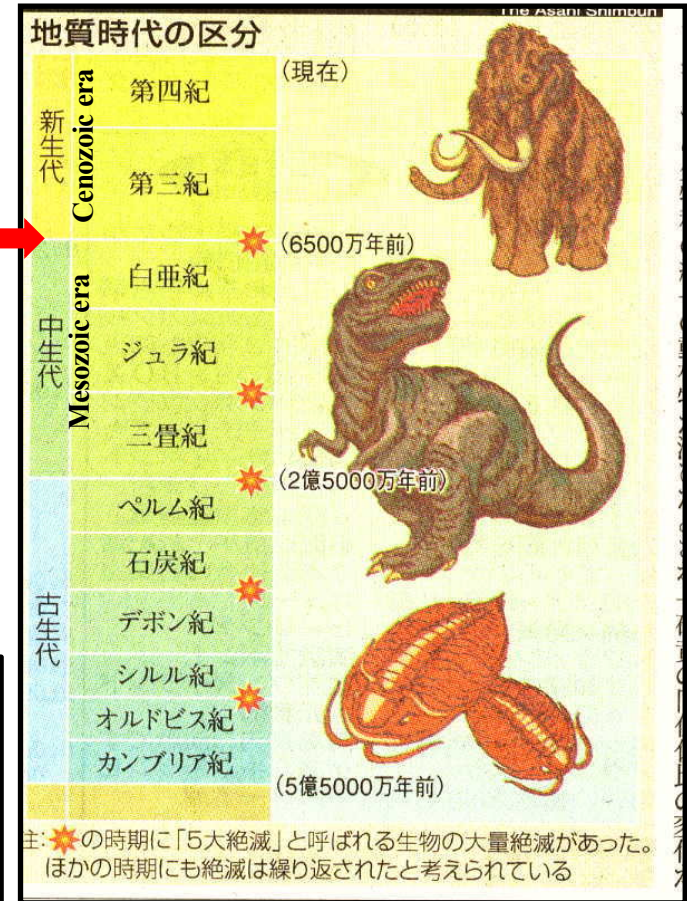 The Asahi Shimbun
地質時代の区分
新生代
Cenozoic era
第四紀
(現在)
第三紀
(6500万年前)
中生代
Mesozoic era
白亜紀
ジュラ紀
三畳紀
(2億5000万年前)
古生代
ペルム紀
石炭紀
デボン紀
シルル紀
オルドビス紀
カンブリア紀
(5億5000万年前)
注:の時期に「5大絶滅」と呼ばれる生物の大量絶滅があった。
ほかの時期にも絶滅は繰り返されたと考えられている